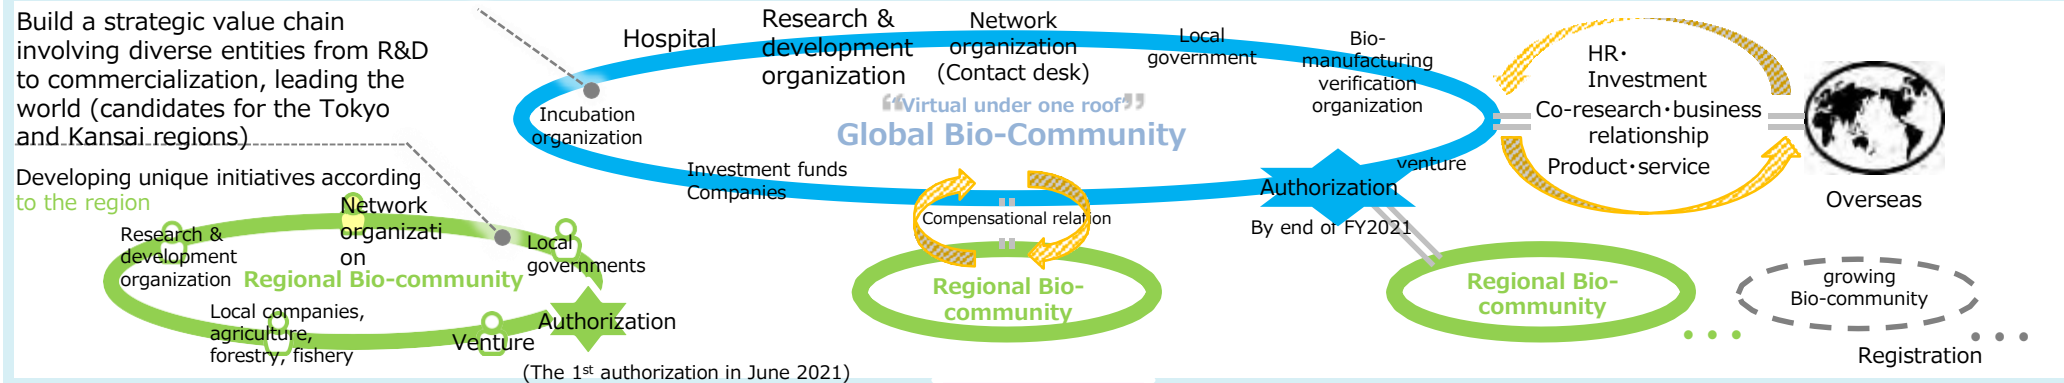 Build a strategic value chain
involving diverse entities from R&D
to commercialization, leading the
world (candidates for the Tokyo
and Kansai regions)
Developing unique initiatives according
to the region
Hospital
Research &
development
organization
Network
organization
(Contact desk)
Local
government
Bio-
manufacturing
verification
organization
Incubation
organization
“Virtual under one roof”
Global Bio-Community
Investment funds
Companies
venture
Authorization
By end of FY2021
HR・
Investment
Co-research・business
relationship
Product・service
Overseas
Compensational relation
Research &
development
organization
Network
organizati
on
Local
governments
Regional Bio-community
Local companies,
agriculture,
forestry, fishery
Venture
Authorization
(The 1st authorization in June 2021)
Regional Bio-
community
Regional Bio-
community
growing
Bio-community
Registration